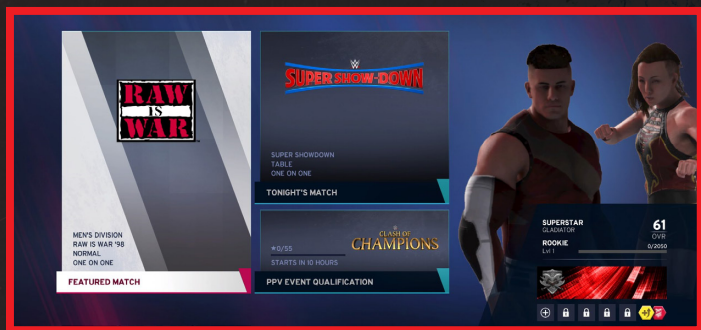 RAW
IS
WAR
MEN'S DIVISION
RAW IS WAR '98
NORMAL
ONE ON ONE
FEATURED MATCH
W
SUPER SHOW-DOWN
SUPER SHOWDOWN
TABLE
ONE ON ONE
TONIGHT'S MATCH
★0/55
STARTS IN 10 HOURS
CLASH OF
CHAMPIONS
PPV EVENT QUALIFICATION
SUPERSTAR
GLADIATOR
61
OVR
ROOKIE
Lvl 1
0/2050
+1